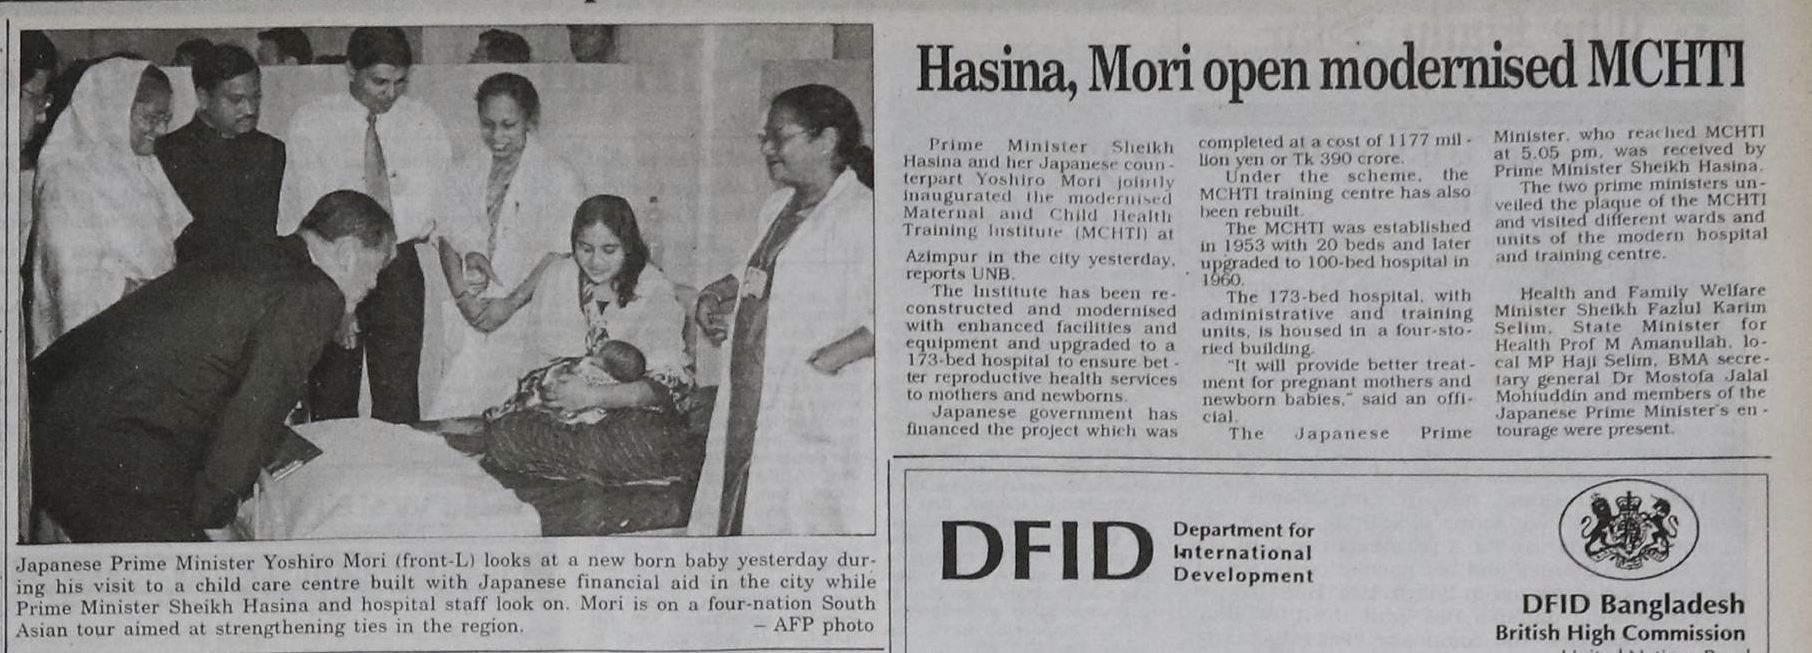 Japanese Prime Minister Yoshiro Mori (front-L) looks at a new born baby yesterday dur-
ing his visit to a child care centre built with Japanese financial aid in the city while
Prime Minister Sheikh Hasina and hospital staff look on. Mori is on a four-nation South
Asian tour aimed at strengthening ties in the region. – AFP photo
Hasina, Mori open modernised MCHTI
Prime Minister Sheikh
Hasina and her Japanese coun-
terpart Yoshiro Mori jointly
inaugurated the modernised
Maternal and Child Health
Training Institute (MCHTI) at
Azimpur in the city yesterday,
reports UNB.
The Institute has been re-
constructed and modernised
with enhanced facilities and
equipment and upgraded to a
173-bed hospital to ensure bet-
ter reproductive health services
to mothers and newborns.
Japanese government has
financed the project which was
completed at a cost of 1177 mil-
lion yen or Tk 390 crore.
Under the scheme, the
MCHTI training centre has also
been rebuilt.
The MCHTI was established
in 1953 with 20 beds and later
upgraded to 100-bed hospital in
1960.
The 173-bed hospital, with
administrative and training
units, is housed in a four-sto-
ried building.
"It will provide better treat-
ment for pregnant mothers and
newborn babies," said an offi-
cial.
The Japanese Prime
Minister, who reached MCHTI
at 5.05 pm, was received by
Prime Minister Sheikh Hasina.
The two prime ministers un-
veiled the plaque of the MCHTI
and visited different wards and
units of the modern hospital
and training centre.
Health and Family Welfare
Minister Sheikh Fazlul Karim
Selim, State Minister for
Health Prof M Amanullah, lo-
cal MP Haji Selim, BMA secre-
tary general Dr Mostofa Jalal
Mohiuddin and members of the
Japanese Prime Minister's en-
tourage were present.
DFID
Department for
International
Development
DFID Bangladesh
British High Commission